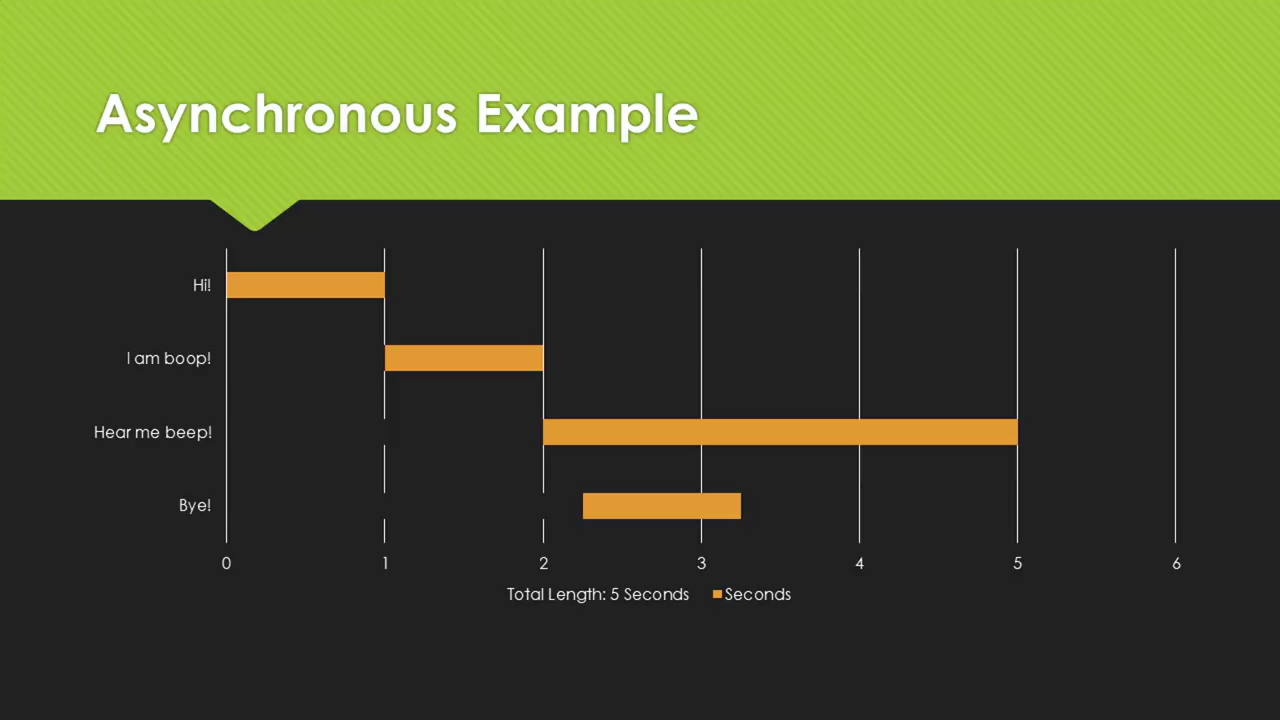 Asynchronous Example
Hi!
I am boop!
Hear me beep!
Bye!
0 1 2 3 4 5 6
Total Length: 5 Seconds Seconds